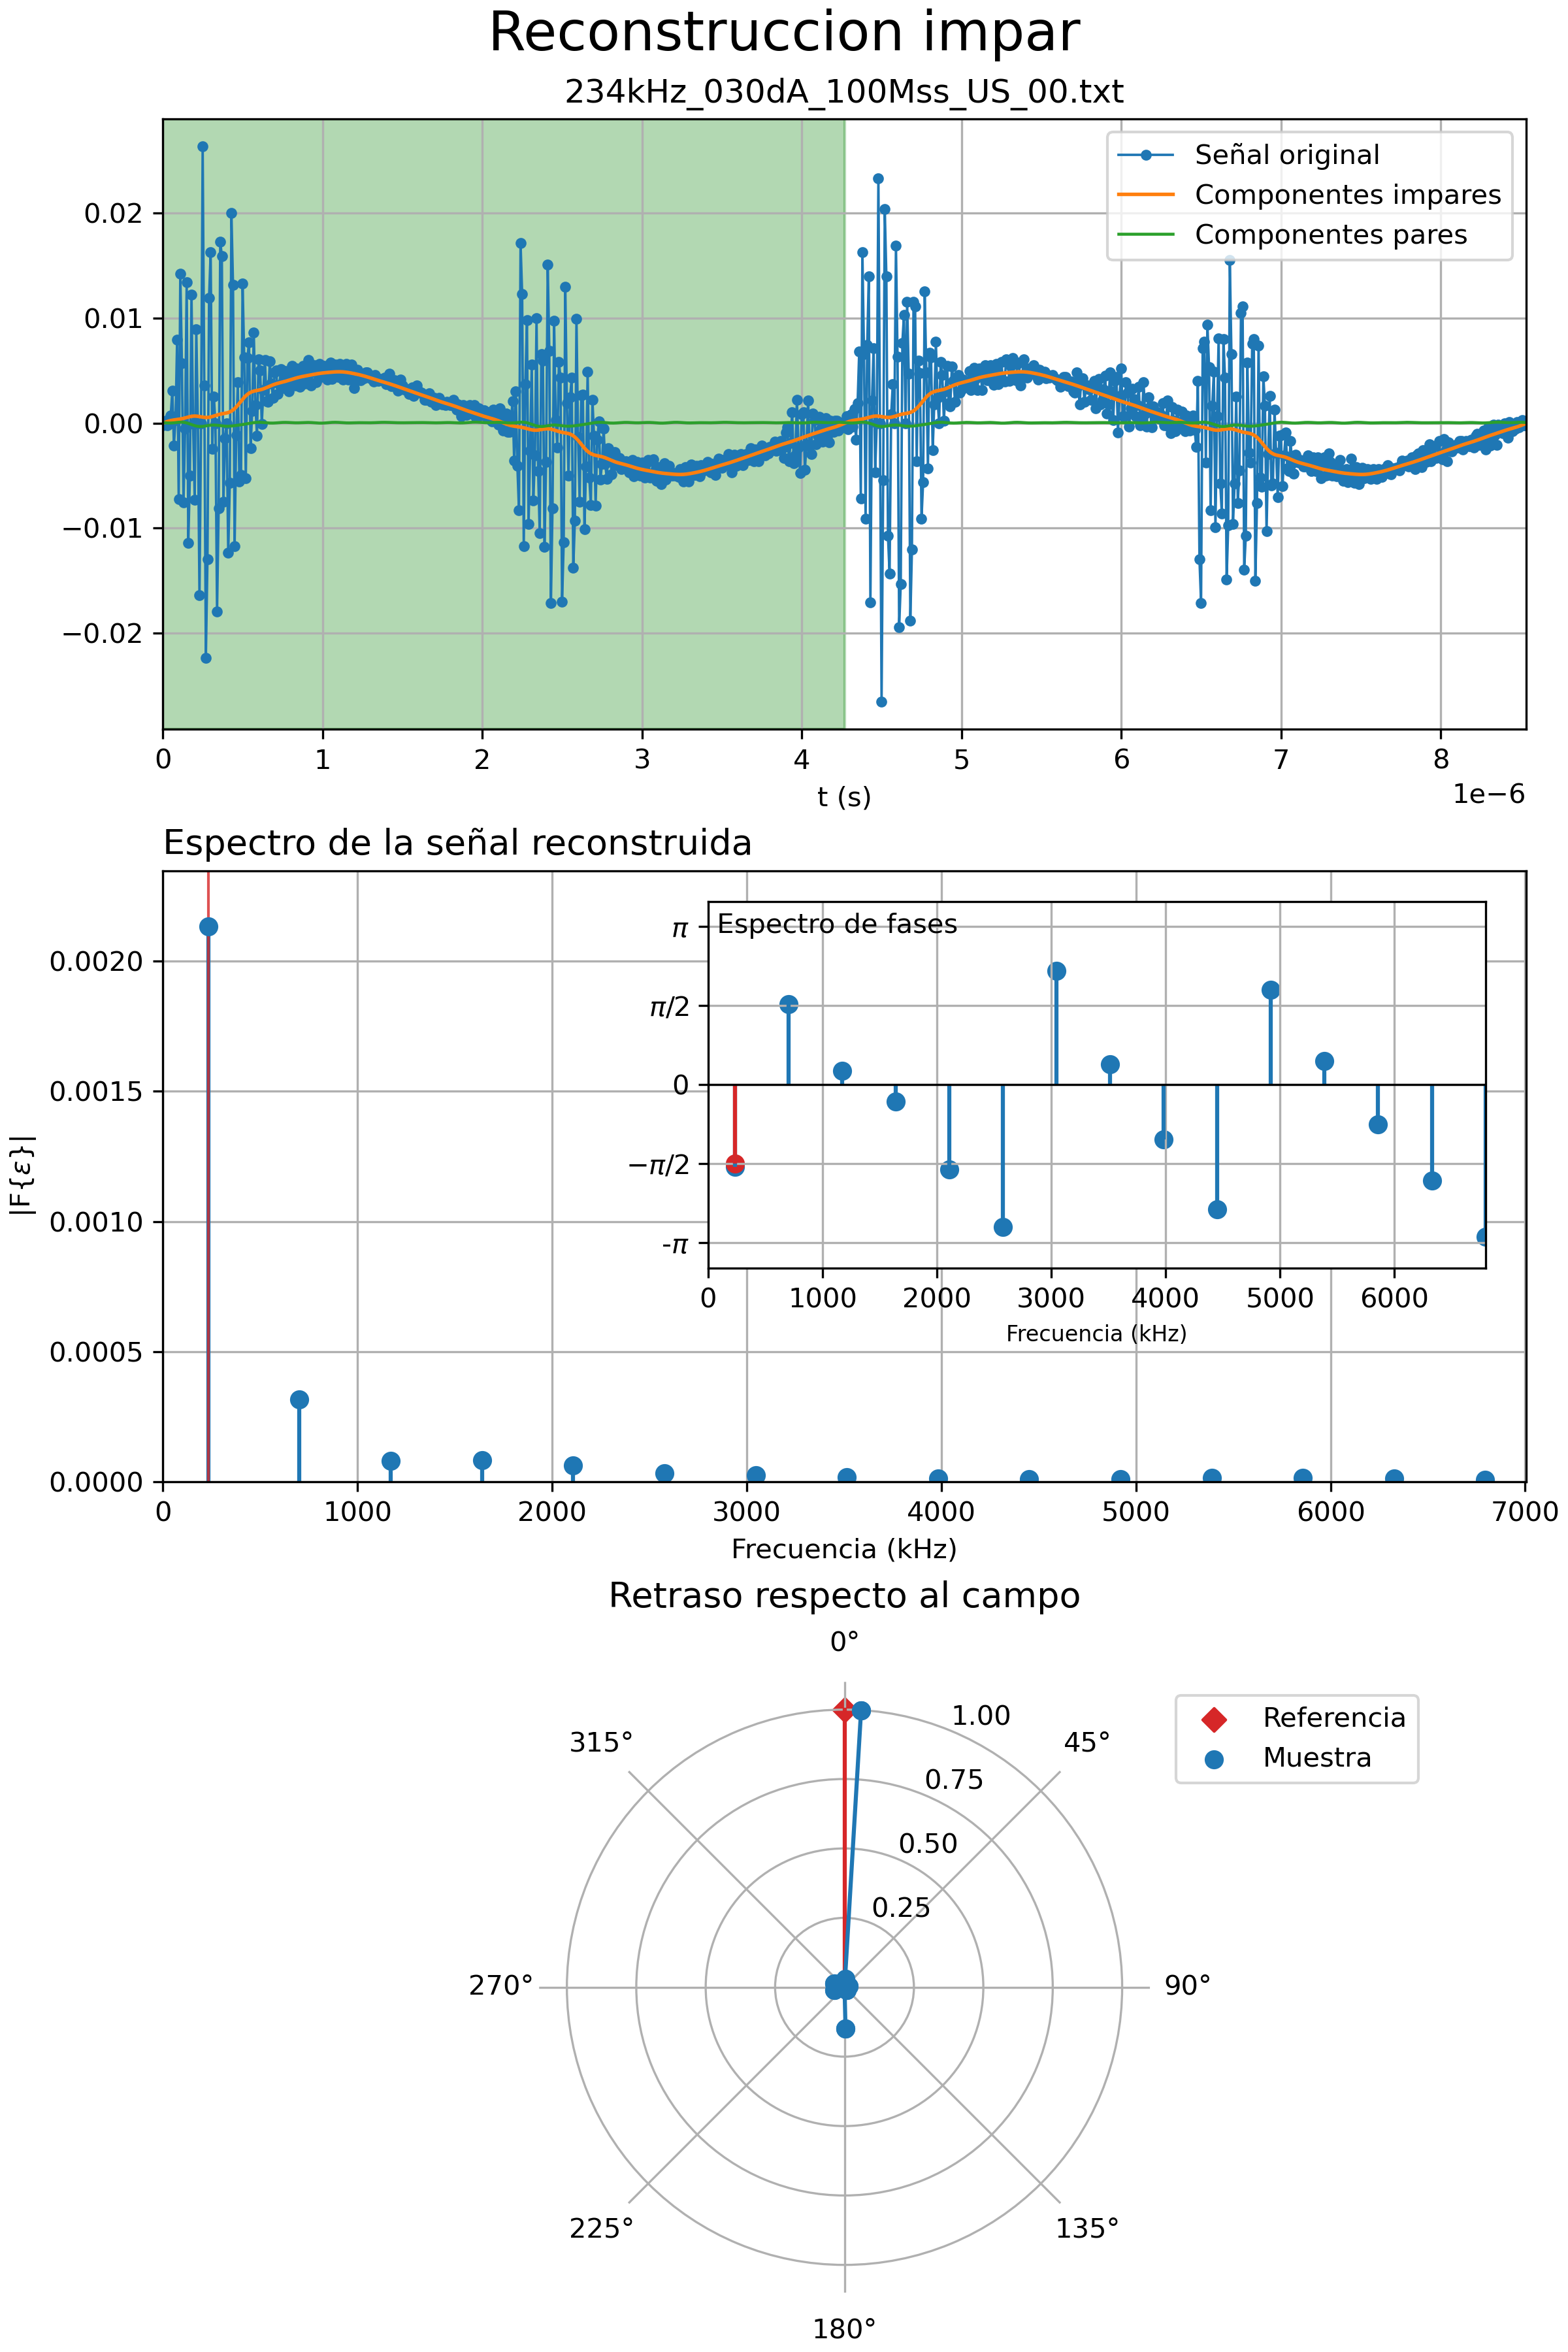 Reconstruccion impar
234kHz_030dA_100Mss_US_00.txt
Señal original
Componentes impares
Componentes pares
0.02
0.01
0.00
−0.01
−0.02
0 1 2 3 4 5 6 7 8
t (s)
1e−6
Espectro de la señal reconstruida
|F{ε}|
0.0020
0.0015
0.0010
0.0005
0.0000
Espectro de fases
π
π/2
0
−π/2
-π
0 1000 2000 3000 4000 5000 6000
Frecuencia (kHz)
0 1000 2000 3000 4000 5000 6000 7000
Frecuencia (kHz)
Retraso respecto al campo
0°
45°
90°
135°
180°
225°
270°
315°
1.00
0.75
0.50
0.25
Referencia
Muestra